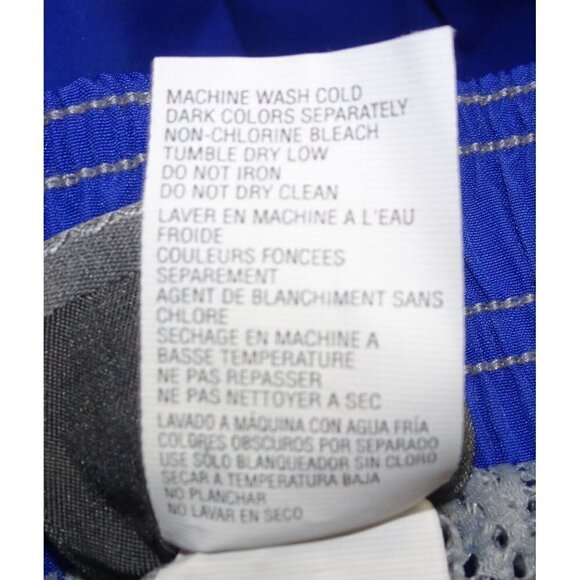 MACHINE WASH COLD
DARK COLORS SEPARATELY
NON-CHLORINE BLEACH
TUMBLE DRY LOW
DO NOT IRON
DO NOT DRY CLEAN
LAVER EN MACHINE A L'EAU
FROIDE
COULEURS FONCEES
SEPAREMENT
AGENT DE BLANCHIMENT SANS
CHLORE
SECHAGE EN MACHINE A
BASSE TEMPERATURE
NE PAS REPASSER
NE PAS NETTOYER A SEC
LAVADO A MÁQUINA CON AGUA FRÍA
COLORES OBSCUROS POR SEPARADO
USE SÓLO BLANQUEADOR SIN CLORO
SECAR A TEMPERATURA BAJA
NO PLANCHAR
NO LAVAR EN SECO